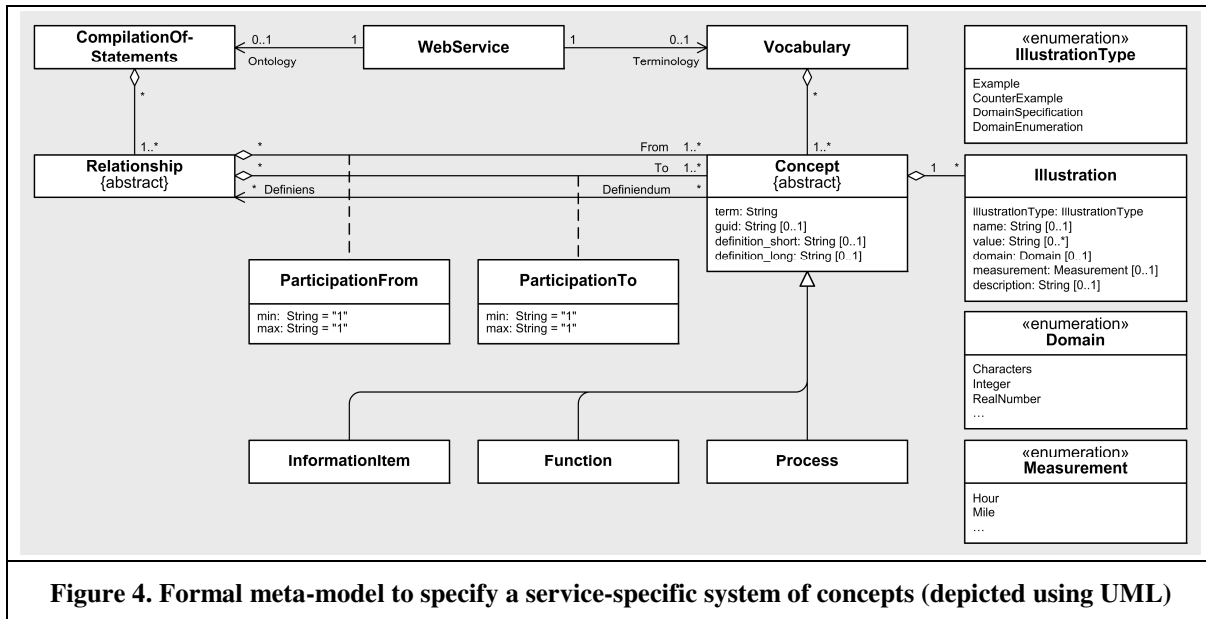 CompilationOf-
Statements
0..1
1
Ontology
WebService
1
0..1
Terminology
Vocabulary
«enumeration»
IllustrationType
Example
CounterExample
DomainSpecification
DomainEnumeration
*
1..*
*
1..*
Relationship
{abstract}
*
From 1..*
*
To 1..*
* Definiens
Definiendum *
Concept
{abstract}
term: String
guid: String [0..1]
definition_short: String [0..1]
definition_long: String [0..1]
1 *
Illustration
illustrationType: IllustrationType
name: String [0..1]
value: String [0..*]
domain: Domain [0..1]
measurement: Measurement [0..1]
description: String [0..1]
ParticipationFrom
min: String = "1"
max: String = "1"
ParticipationTo
min: String = "1"
max: String = "1"
«enumeration»
Domain
Characters
Integer
RealNumber
…
InformationItem
Function
Process
«enumeration»
Measurement
Hour
Mile
…
Figure 4. Formal meta-model to specify a service-specific system of concepts (depicted using UML)